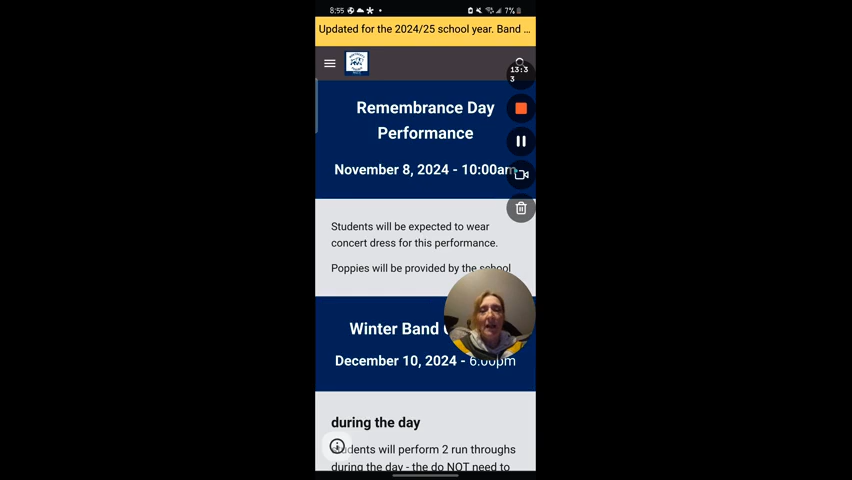 8:55
7%
Updated for the 2024/25 school year. Band ...
13:3
3
Remembrance Day
Performance
November 8, 2024 - 10:00am
Students will be expected to wear
concert dress for this performance.
Poppies will be provided by the school
Winter Band
December 10, 2024 - 6:00pm
during the day
students will perform 2 run throughs
during the day - the do NOT need to